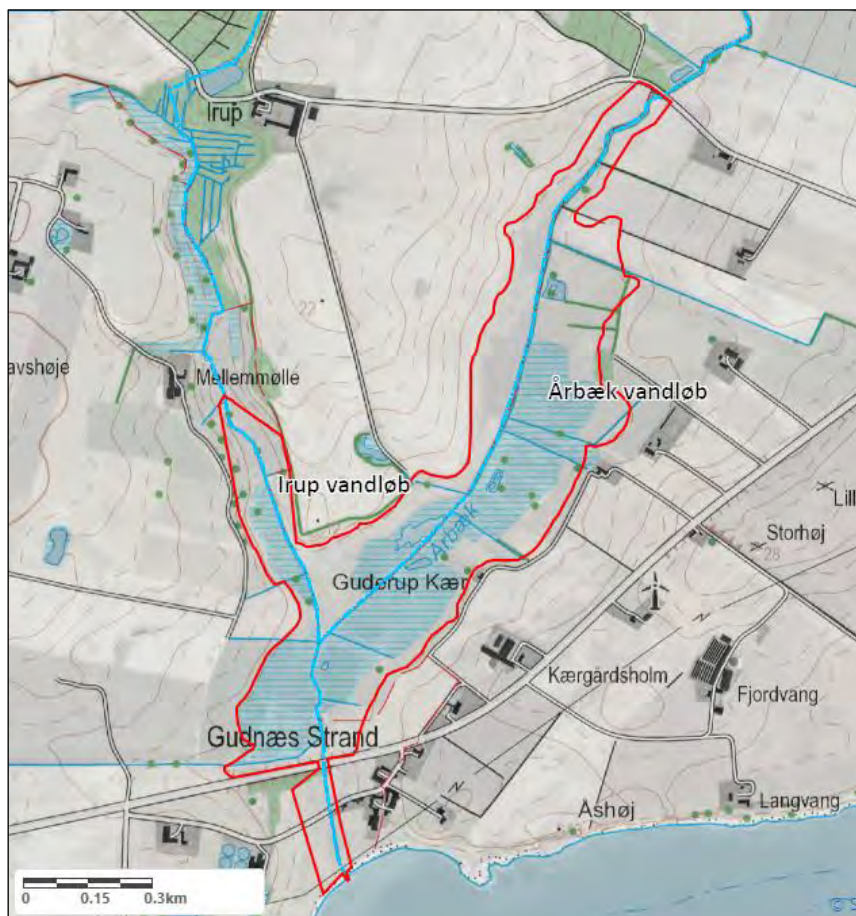 Irup
22
avshøje
Mellemmølle
Årbæk vandløb
Irup vandløb
Lill
Årbæk
Storhøj
28
Guderup Kær
Kærgårdsholm
Fjordvang
Gudnæs Strand
Ashøj
Langvang
0 0.15 0.3km
© S